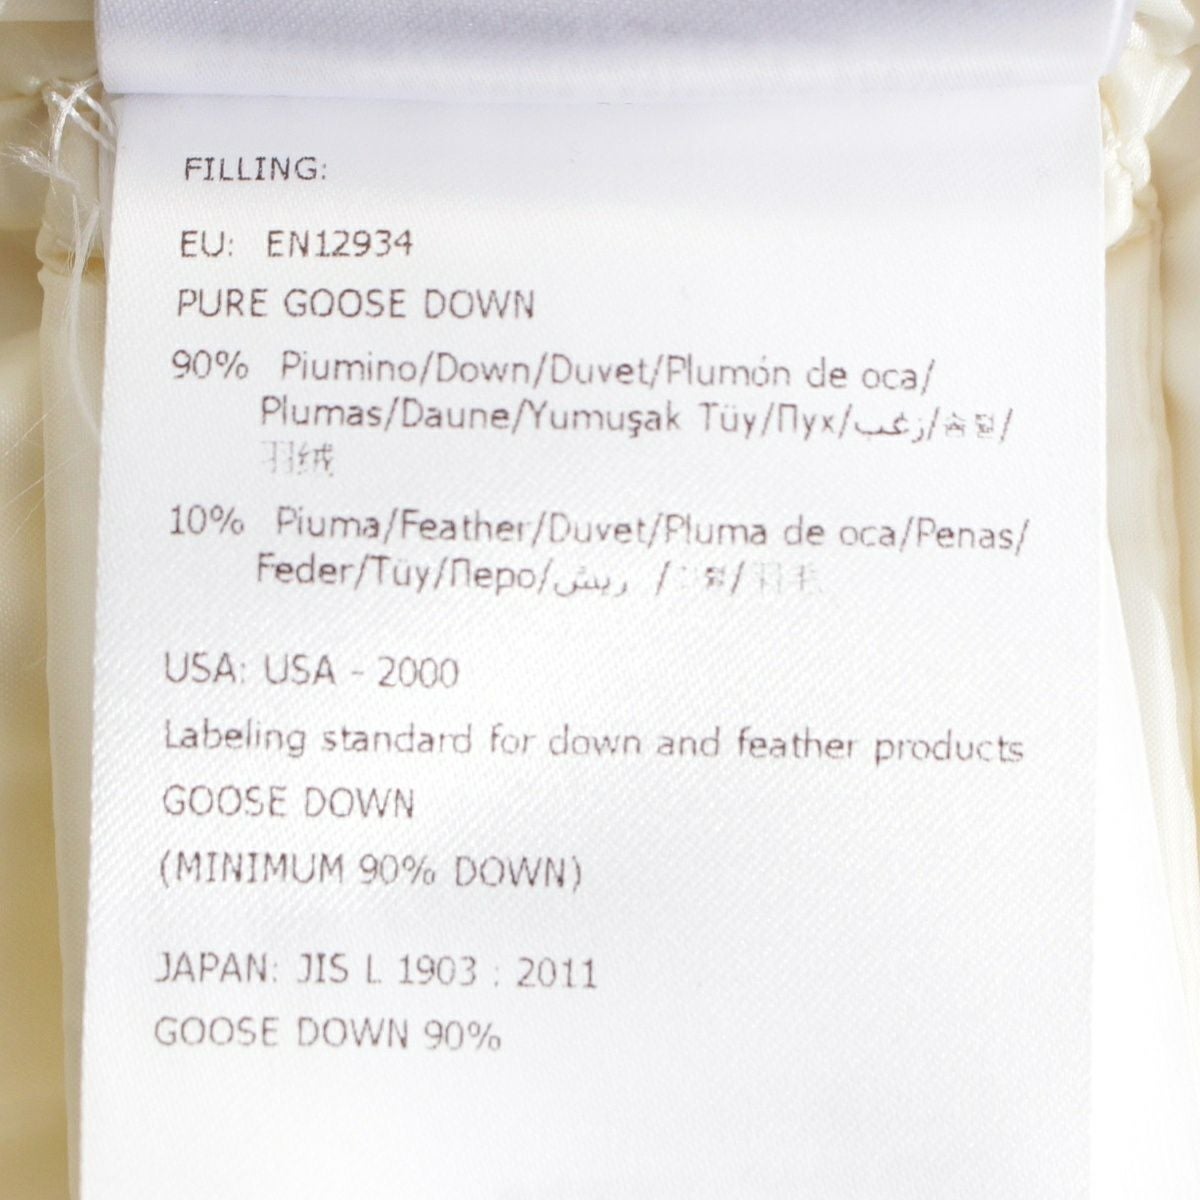 FILLING:
EU: EN12934
PURE GOOSE DOWN
90% Piumino/Down/Duvet/Plumón de oca/
Plumas/Daune/Yumuşak Tüy/Пух/زغب/솜털/
羽绒
10% Piuma/Feather/Duvet/Pluma de oca/Penas/
Feder/Tüy/Перо/ريش / /羽毛
USA: USA - 2000
Labeling standard for down and feather products
GOOSE DOWN
(MINIMUM 90% DOWN)
JAPAN: JIS L 1903 : 2011
GOOSE DOWN 90%